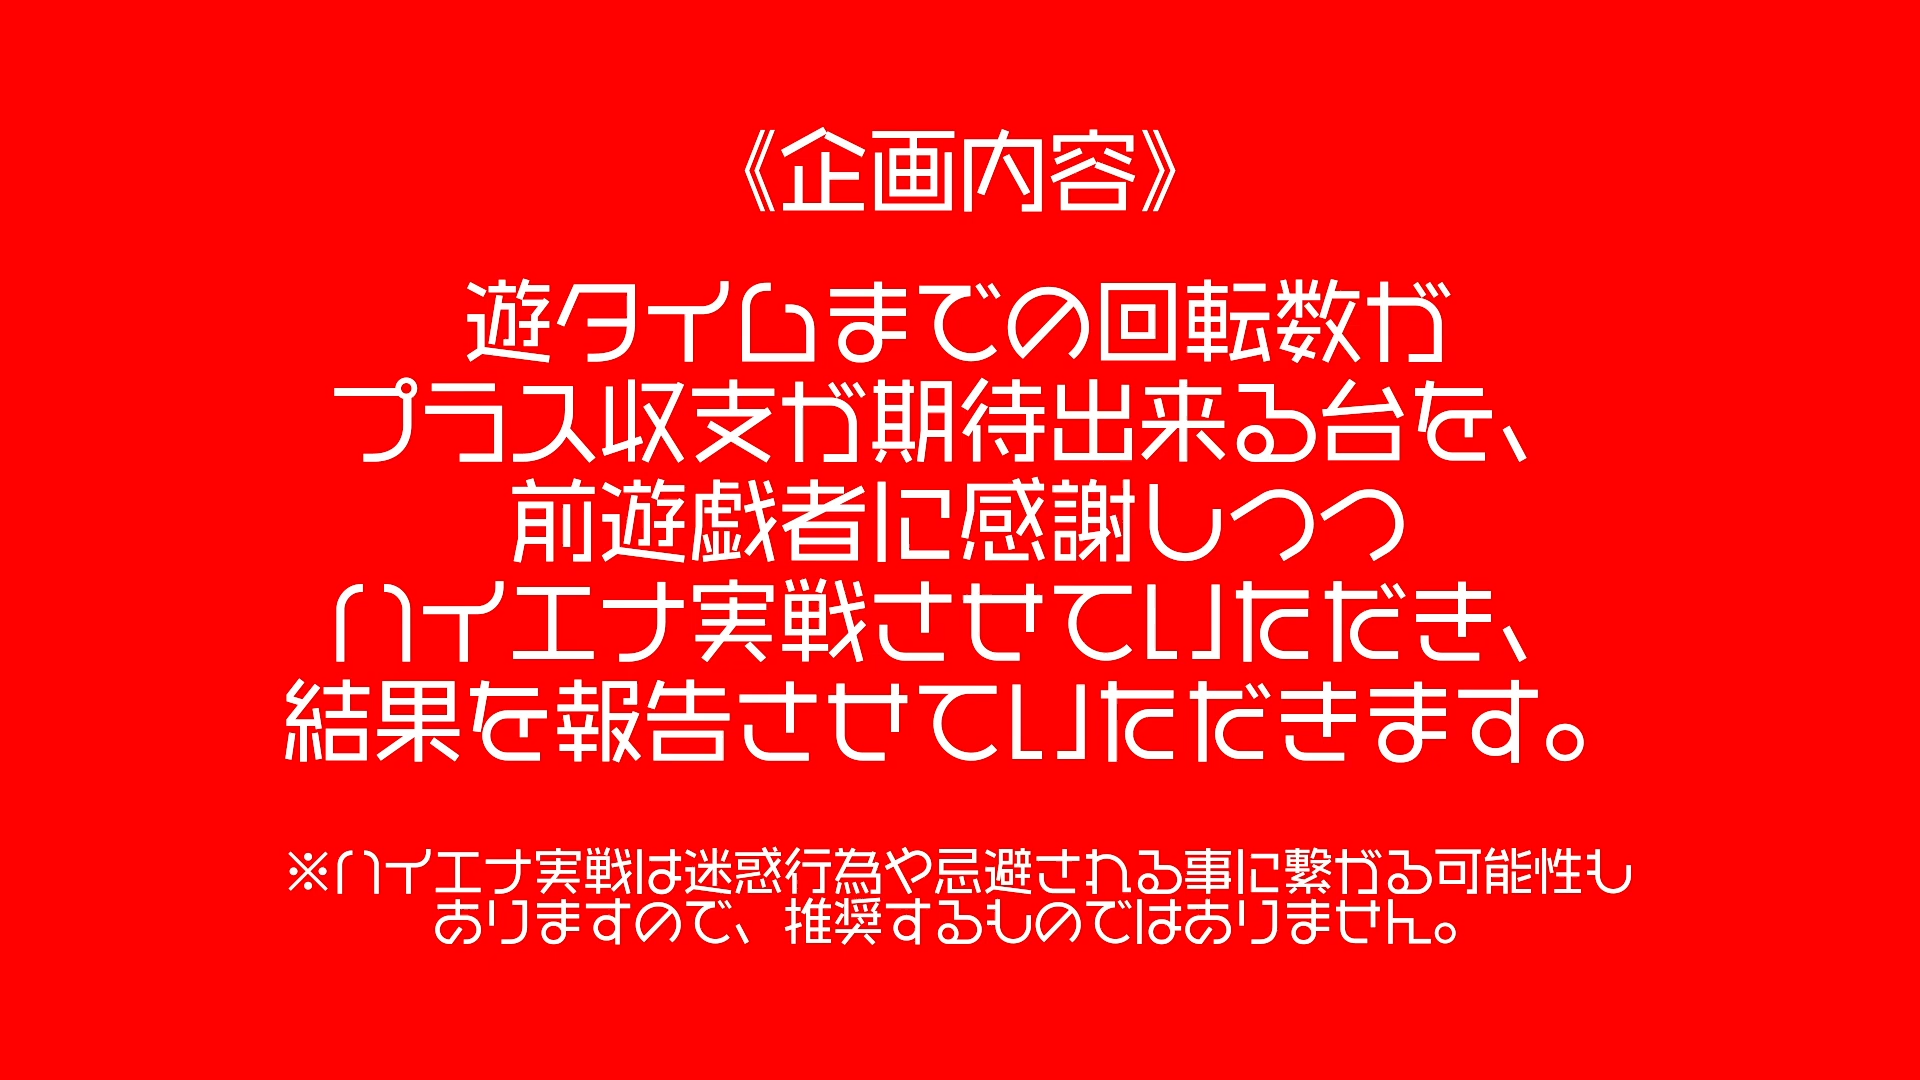 《企画内容》
遊タイムまでの回転数が
プラス収支が期待出来る台を、
前遊戯者に感謝しつつ
ハイエナ実戦させていただき、
結果を報告させていただきます。
※ハイエナ実戦は迷惑行為や忌避される事に繋がる可能性も
ありますので、推奨するものではありません。